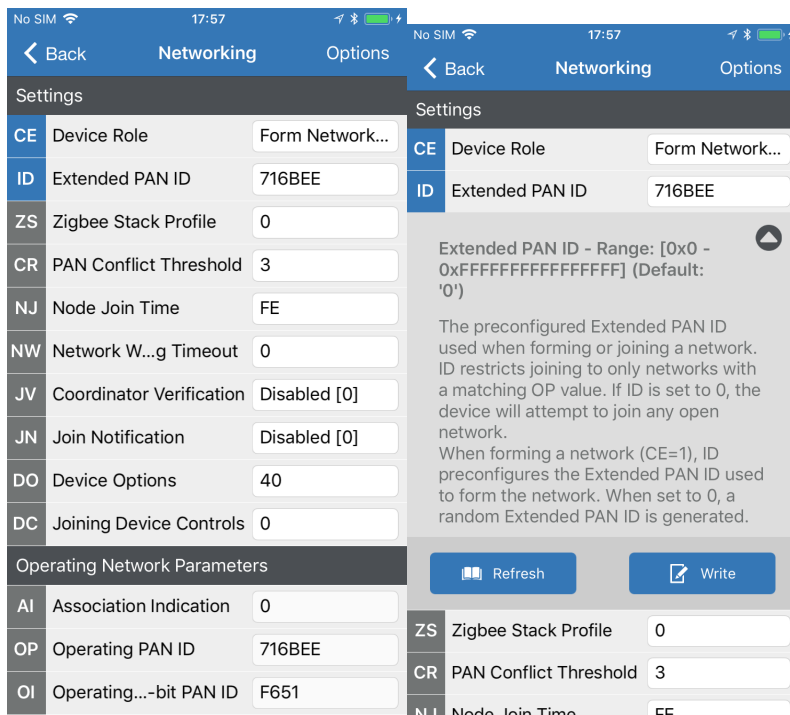 No SIM 17:57
Back Networking Options
Settings
CE Device Role Form Network...
ID Extended PAN ID 716BEE
ZS Zigbee Stack Profile 0
CR PAN Conflict Threshold 3
NJ Node Join Time FE
NW Network W...g Timeout 0
JV Coordinator Verification Disabled [0]
JN Join Notification Disabled [0]
DO Device Options 40
DC Joining Device Controls 0
Operating Network Parameters
AI Association Indication 0
OP Operating PAN ID 716BEE
OI Operating...-bit PAN ID F651
No SIM 17:57
Back Networking Options
Settings
CE Device Role Form Network...
ID Extended PAN ID 716BEE
Extended PAN ID - Range: [0x0 -
0xFFFFFFFFFFFFFFFF] (Default:
'0')
The preconfigured Extended PAN ID
used when forming or joining a network.
ID restricts joining to only networks with
a matching OP value. If ID is set to 0, the
device will attempt to join any open
network.
When forming a network (CE=1), ID
preconfigures the Extended PAN ID used
to form the network. When set to 0, a
random Extended PAN ID is generated.
Refresh Write
ZS Zigbee Stack Profile 0
CR PAN Conflict Threshold 3
NJ Node Join Time FE